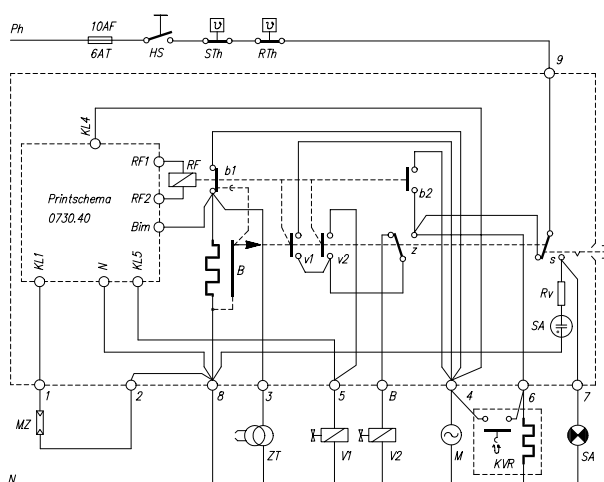 Ph
10AF
6AT
HS
STh
RTh
9
KL4
RF1
RF
b1
RF2
Printschema
0730.40
Bim
b2
KL1
N
KL5
B
v1
v2
z
s
Rv
SA
1
2
8
3
5
B
4
6
7
MZ
ZT
V1
V2
M
KVR
SA
N